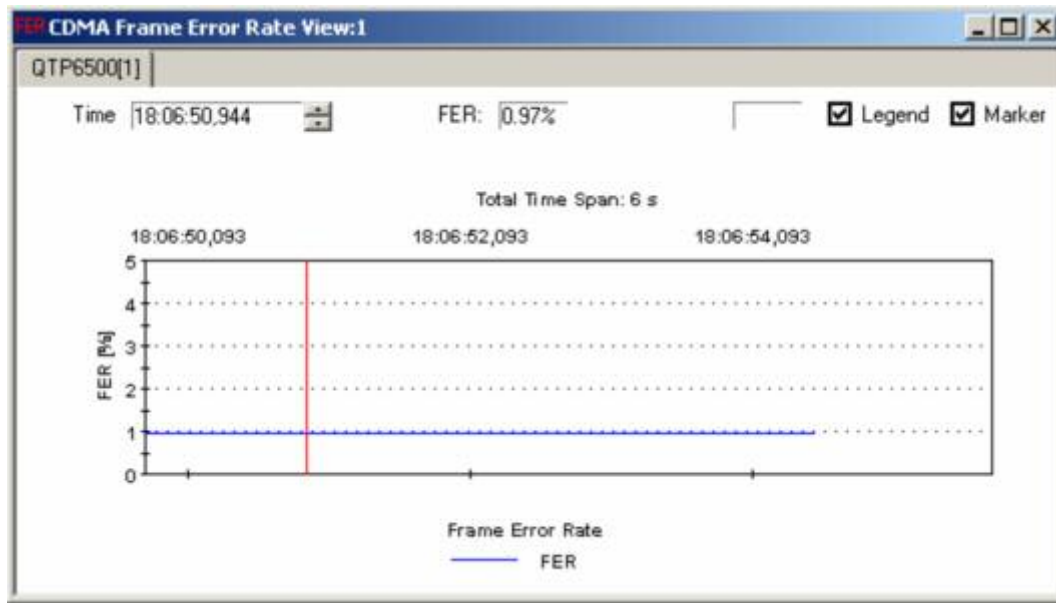 FER CDMA Frame Error Rate View:1
QTP6500[1]
Time 18:06:50,944 FER: 0.97% Legend Marker
Total Time Span: 6 s
18:06:50,093 18:06:52,093 18:06:54,093
5
4
3
2
1
0
FER [%]
Frame Error Rate
FER